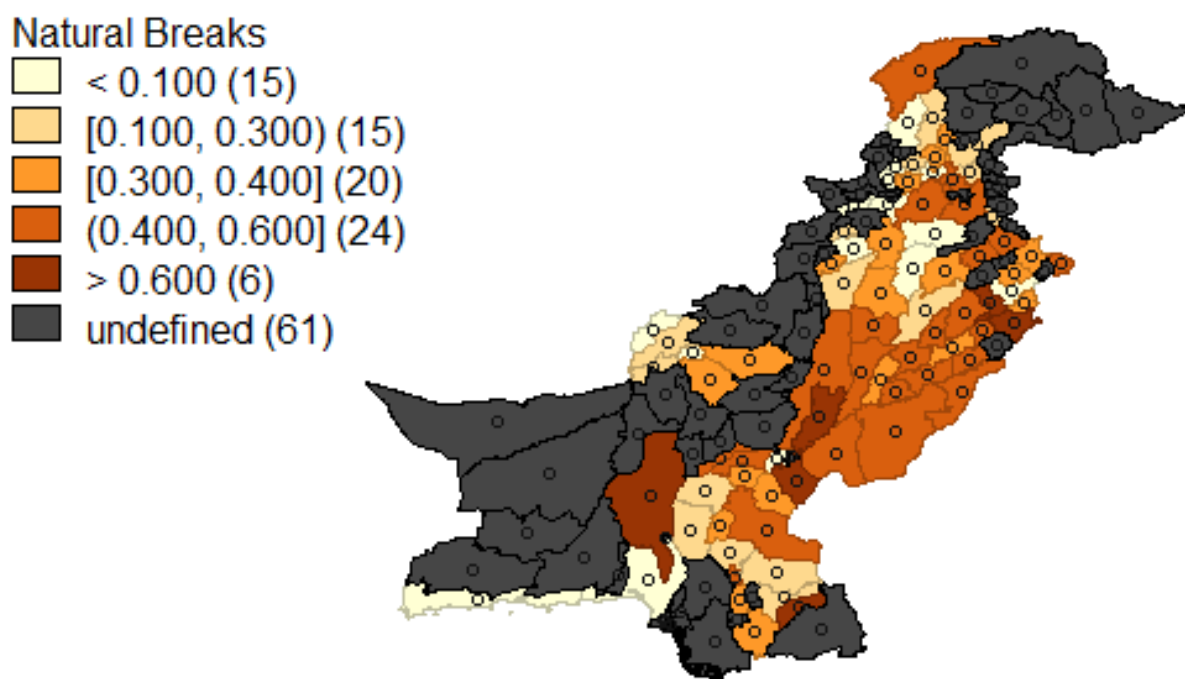 Natural Breaks
< 0.100 (15)
[0.100, 0.300) (15)
[0.300, 0.400] (20)
(0.400, 0.600] (24)
> 0.600 (6)
undefined (61)